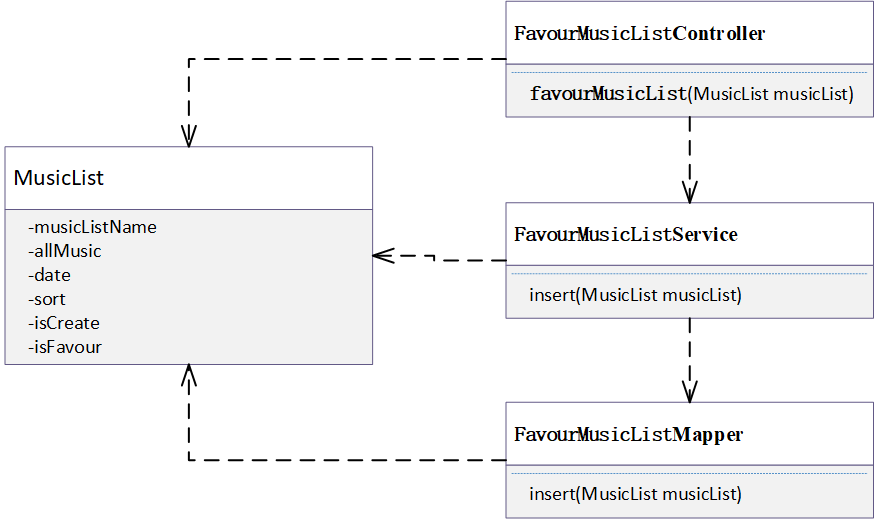 FavourMusicListController
favourMusicList(MusicList musicList)
MusicList
-musicListName
-allMusic
-date
-sort
-isCreate
-isFavour
FavourMusicListService
insert(MusicList musicList)
FavourMusicListMapper
insert(MusicList musicList)